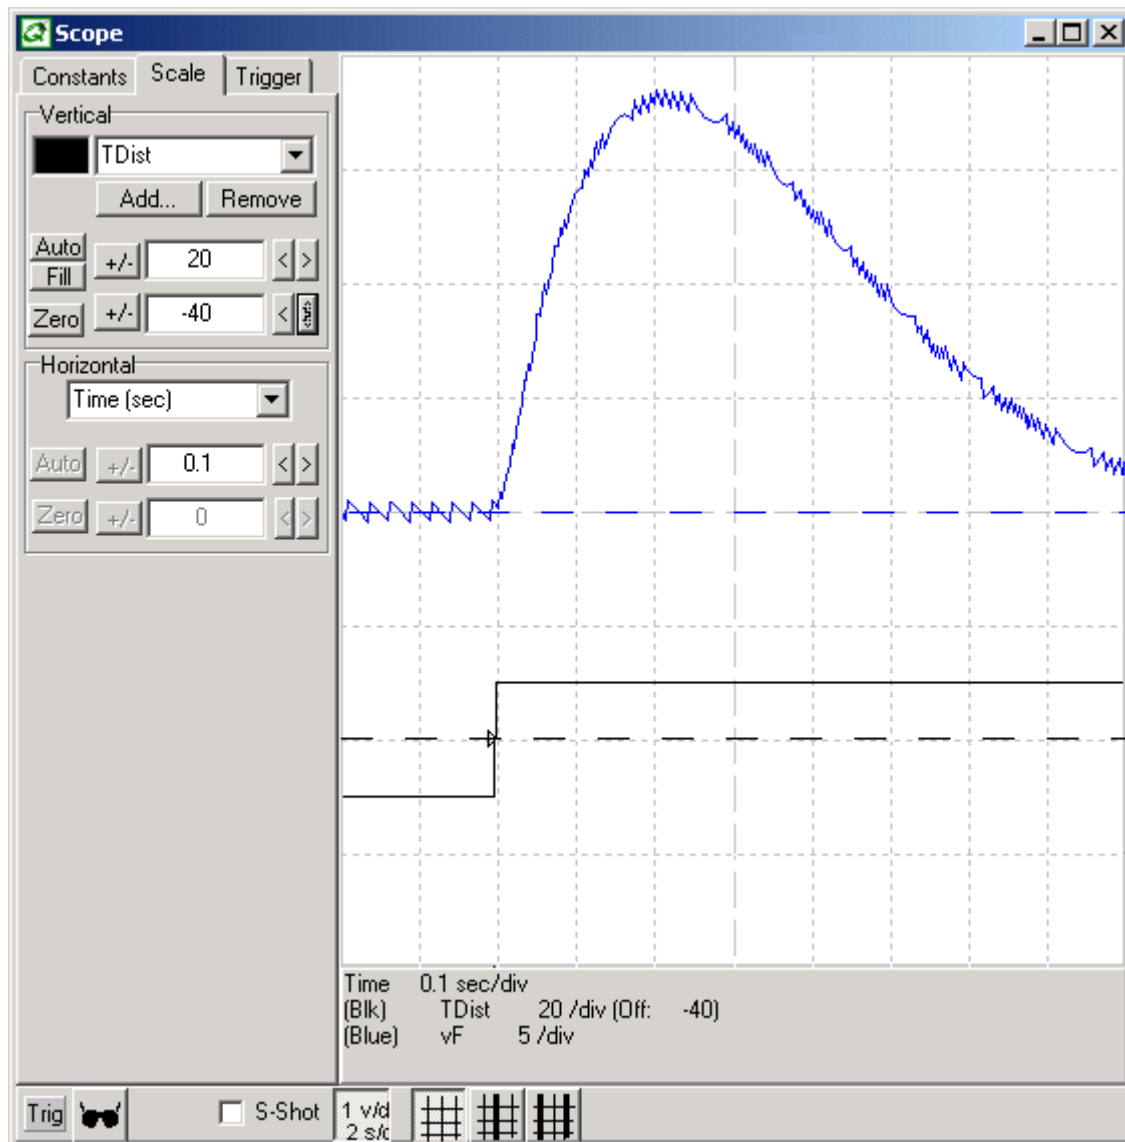 Scope
Constants Scale Trigger
Vertical
TDist
Add... Remove
Auto +/- 20 < >
Fill
Zero +/- -40 <
Horizontal
Time (sec)
Auto +/- 0.1 < >
Zero +/- 0 < >
Time 0.1 sec/div
(Blk) TDist 20 /div (Off: -40)
(Blue) vF 5 /div
Trig S-Shot 1 v/d
2 s/d